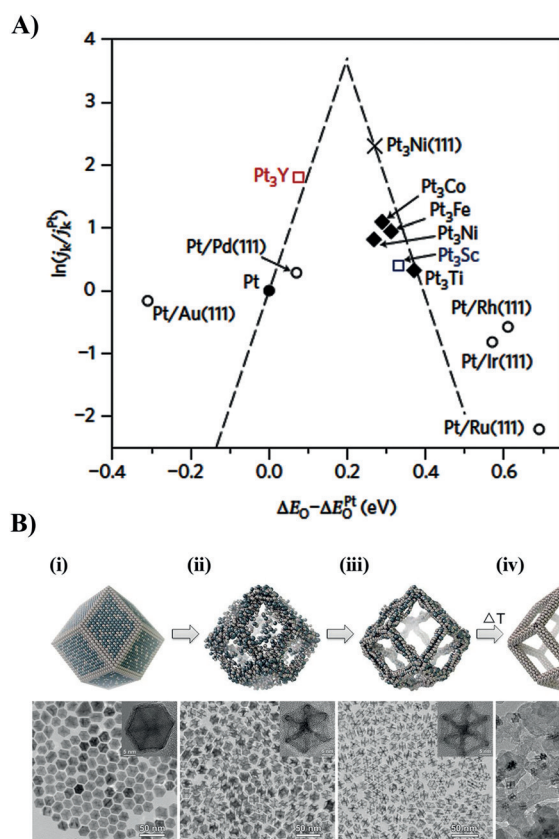 A)
4
3
2
1
0
−1
−2
ln(jk/jkPt)
Pt3Ni(111)
Pt3Y
Pt3Co
Pt3Fe
Pt/Pd(111)
Pt3Ni
Pt3Sc
Pt
Pt3Ti
Pt/Au(111)
Pt/Rh(111)
Pt/Ir(111)
Pt/Ru(111)
−0.4 −0.2 0.0 0.2 0.4 0.6
ΔEO−ΔEOPt (eV)
B)
(i) (ii) (iii) (iv)
ΔT
5 nm
50 nm 50 nm 50 nm